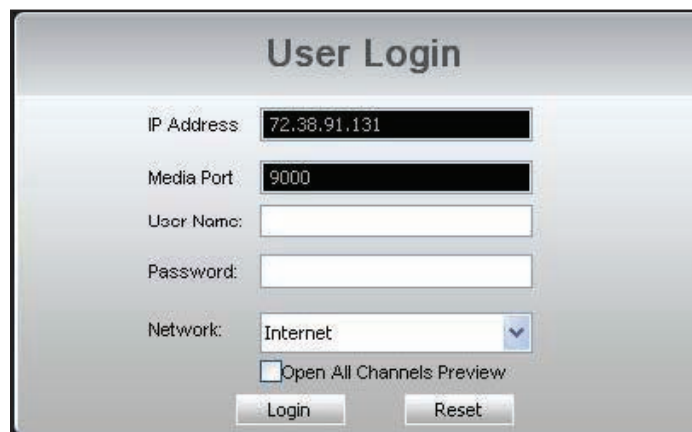 User Login
IP Address 72.38.91.131
Media Port 9000
User Name:
Password:
Network: Internet
Open All Channels Preview
Login Reset